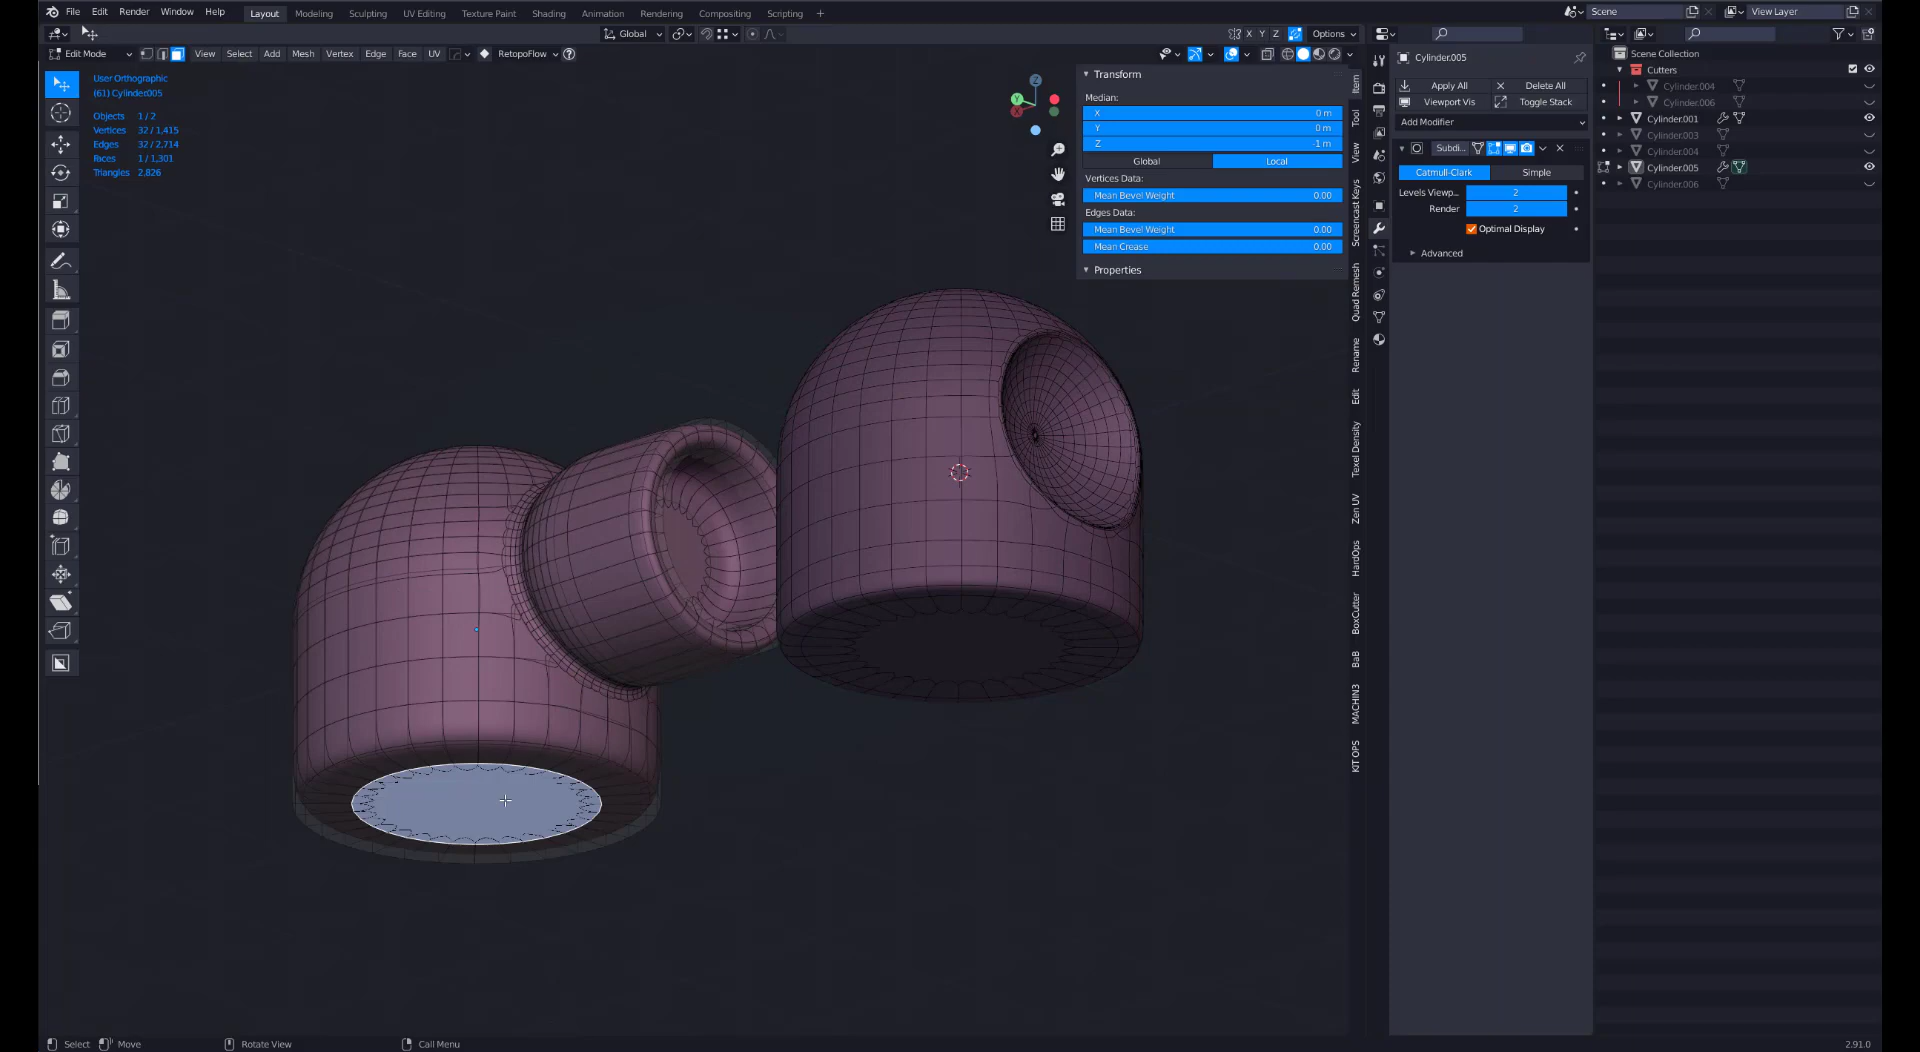 File Edit Render Window Help Layout Modeling Sculpting UV Editing Texture Paint Shading Animation Rendering Compositing Scripting + Scene View Layer
Global X Y Z Options
Edit Mode View Select Add Mesh Vertex Edge Face UV RetopoFlow
User Orthographic
(61) Cylinder.005
Objects 1 / 2
Vertices 32 / 1,415
Edges 32 / 2,714
Faces 1 / 1,301
Triangles 2,826
Transform
Median:
X 0 m
Y 0 m
Z -1 m
Global Local
Vertices Data:
Mean Bevel Weight 0.00
Edges Data:
Mean Bevel Weight 0.00
Mean Crease 0.00
Properties
Item
Tool
View
Screencast Keys
Quad Remesh
Rename
Edit
Texel Density
Zen UV
HardOps
BoxCutter
BaB
MACHIN3
KIT OPS
Cylinder.005
Apply All Delete All
Viewport Vis Toggle Stack
Add Modifier
Subdi...
Catmull-Clark Simple
Levels Viewp... 2
Render 2
Optimal Display
Advanced
Scene Collection
Cutters
Cylinder.004
Cylinder.006
Cylinder.001
Cylinder.003
Cylinder.004
Cylinder.005
Cylinder.006
Select Move Rotate View Call Menu 2.91.0